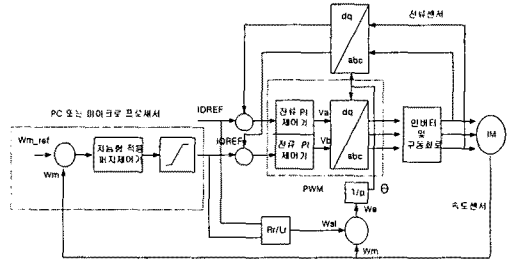 dq
abc
전류센서
PC 또는 마이크로 프로세서
IDREF
Wm_ref
Wm
지능형 적응
퍼지제어기
IQREF
전류 PI
제어기
전류 PI
제어기
Va
Vb
dq
abc
인버터
및
구동회로
IM
PWM
1/p
θ
We
Rr/Lr
Wsl
Wm
속도센서